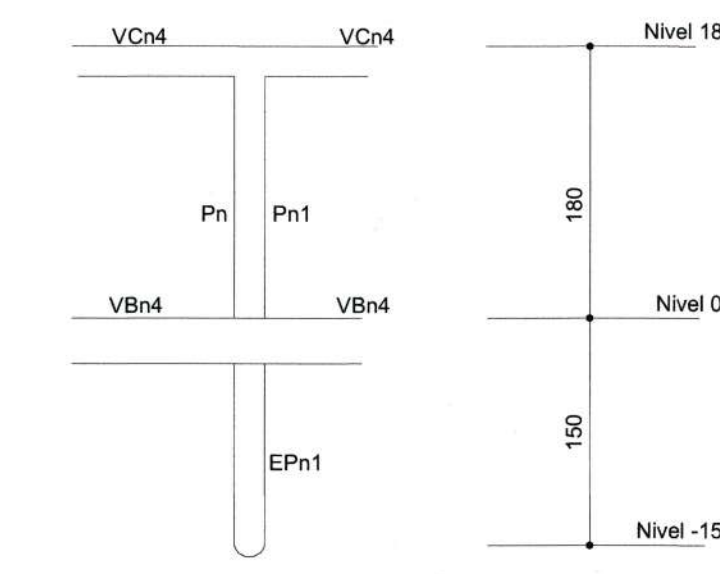 VCn4 VCn4 Nivel 18
180
Pn Pn1
VBn4 VBn4 Nivel 0
150
EPn1
Nivel -15